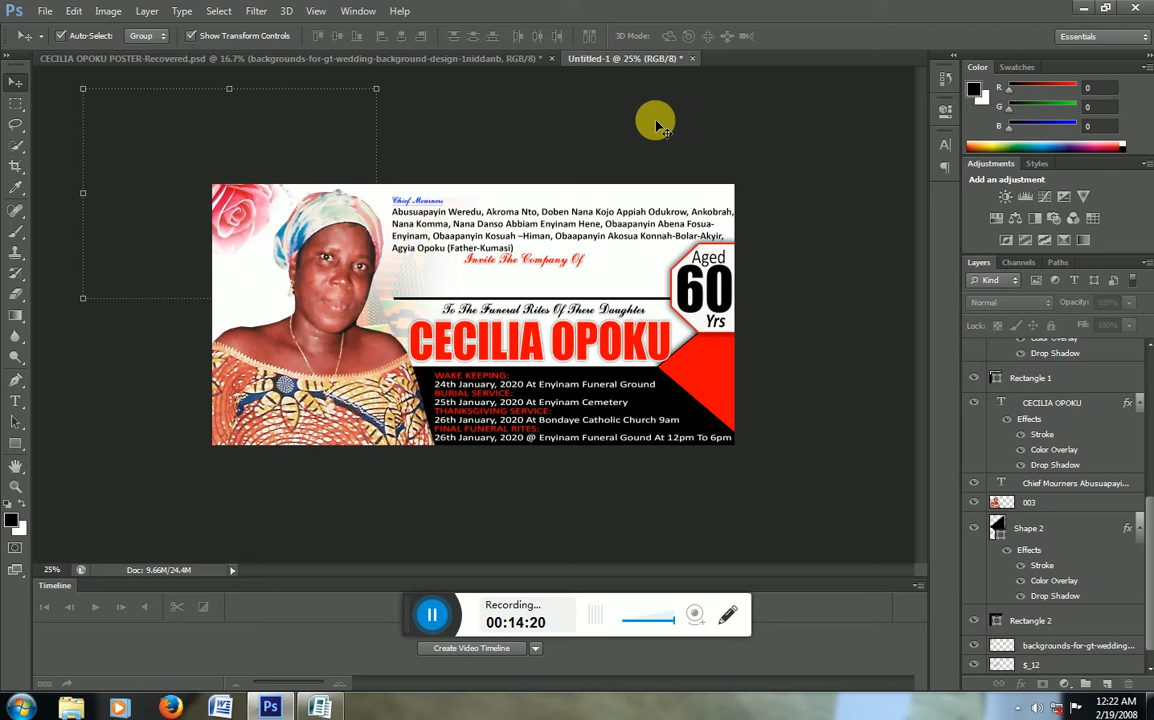 Ps File Edit Image Layer Type Select Filter 3D View Window Help
Auto-Select: Group Show Transform Controls 3D Mode: Essentials
CECILIA OPOKU POSTER-Recovered.psd @ 16.7% (backgrounds-for-gt-wedding-background-design-1niddanb, RGB/8) * × Untitled-1 @ 25% (RGB/8) * ×
Color Swatches
R 0
G 0
B 0
Adjustments Styles
Add an adjustment
Layers Channels Paths
Kind
Normal Opacity: 100%
Lock: Fill: 100%
Color Overlay
Drop Shadow
Rectangle 1
T CECILIA OPOKU fx
Effects
Stroke
Color Overlay
Drop Shadow
T Chief Mourners Abusuapayi...
003
Shape 2 fx
Effects
Stroke
Color Overlay
Drop Shadow
Rectangle 2
backgrounds-for-gt-wedding...
$_12
Chief Mourners
Abusuapayin Weredu, Akroma Nto, Doben Nana Kojo Appiah Odukrow, Ankobrah,
Nana Komma, Nana Danso Abbiam Enyinam Hene, Obaapanyin Abena Fosua-
Enyinam, Obaapanyin Kosuah –Himan, Obaapanyin Akosua Konnah-Bolar-Akyir,
Agyia Opoku (Father-Kumasi)
Invite The Company Of
Aged
60
Yrs
To The Funeral Rites Of There Daughter
CECILIA OPOKU
WAKE KEEPING:
24th January, 2020 At Enyinam Funeral Ground
BURIAL SERVICE:
25th January, 2020 At Enyinam Cemetery
THANKSGIVING SERVICE:
26th January, 2020 At Bondaye Catholic Church 9am
FINAL FUNERAL RITES:
26th January, 2020 @ Enyinam Funeral Gound At 12pm To 6pm
25% Doc: 9.66M/24.4M
Timeline
Recording...
00:14:20
Create Video Timeline
12:22 AM
2/19/2008